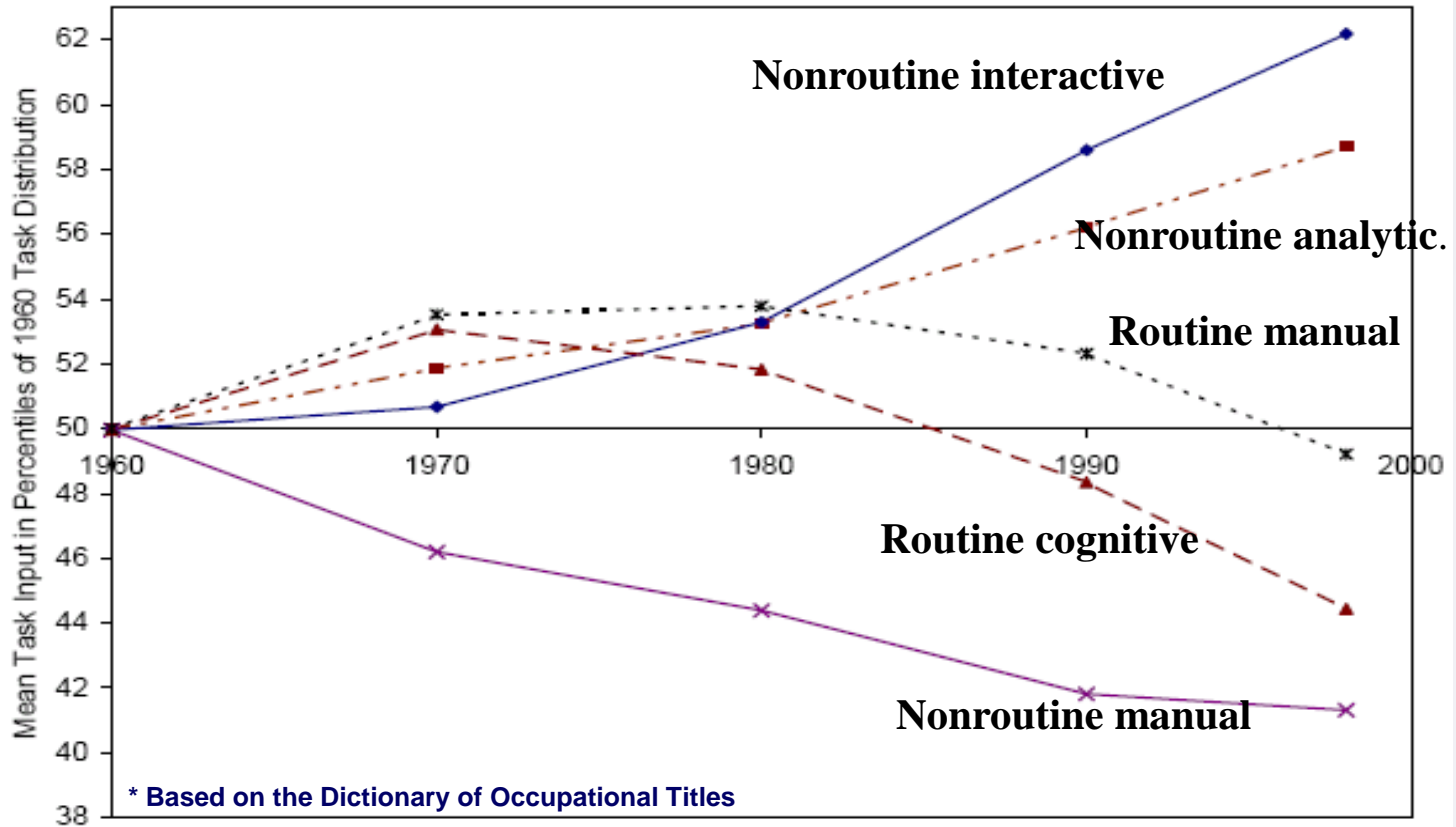 Mean Task Input in Percentiles of 1960 Task Distribution
62
60
58
56
54
52
50
48
46
44
42
40
38
1960
1970
1980
1990
2000
Nonroutine interactive
Nonroutine analytic.
Routine manual
Routine cognitive
Nonroutine manual
* Based on the Dictionary of Occupational Titles